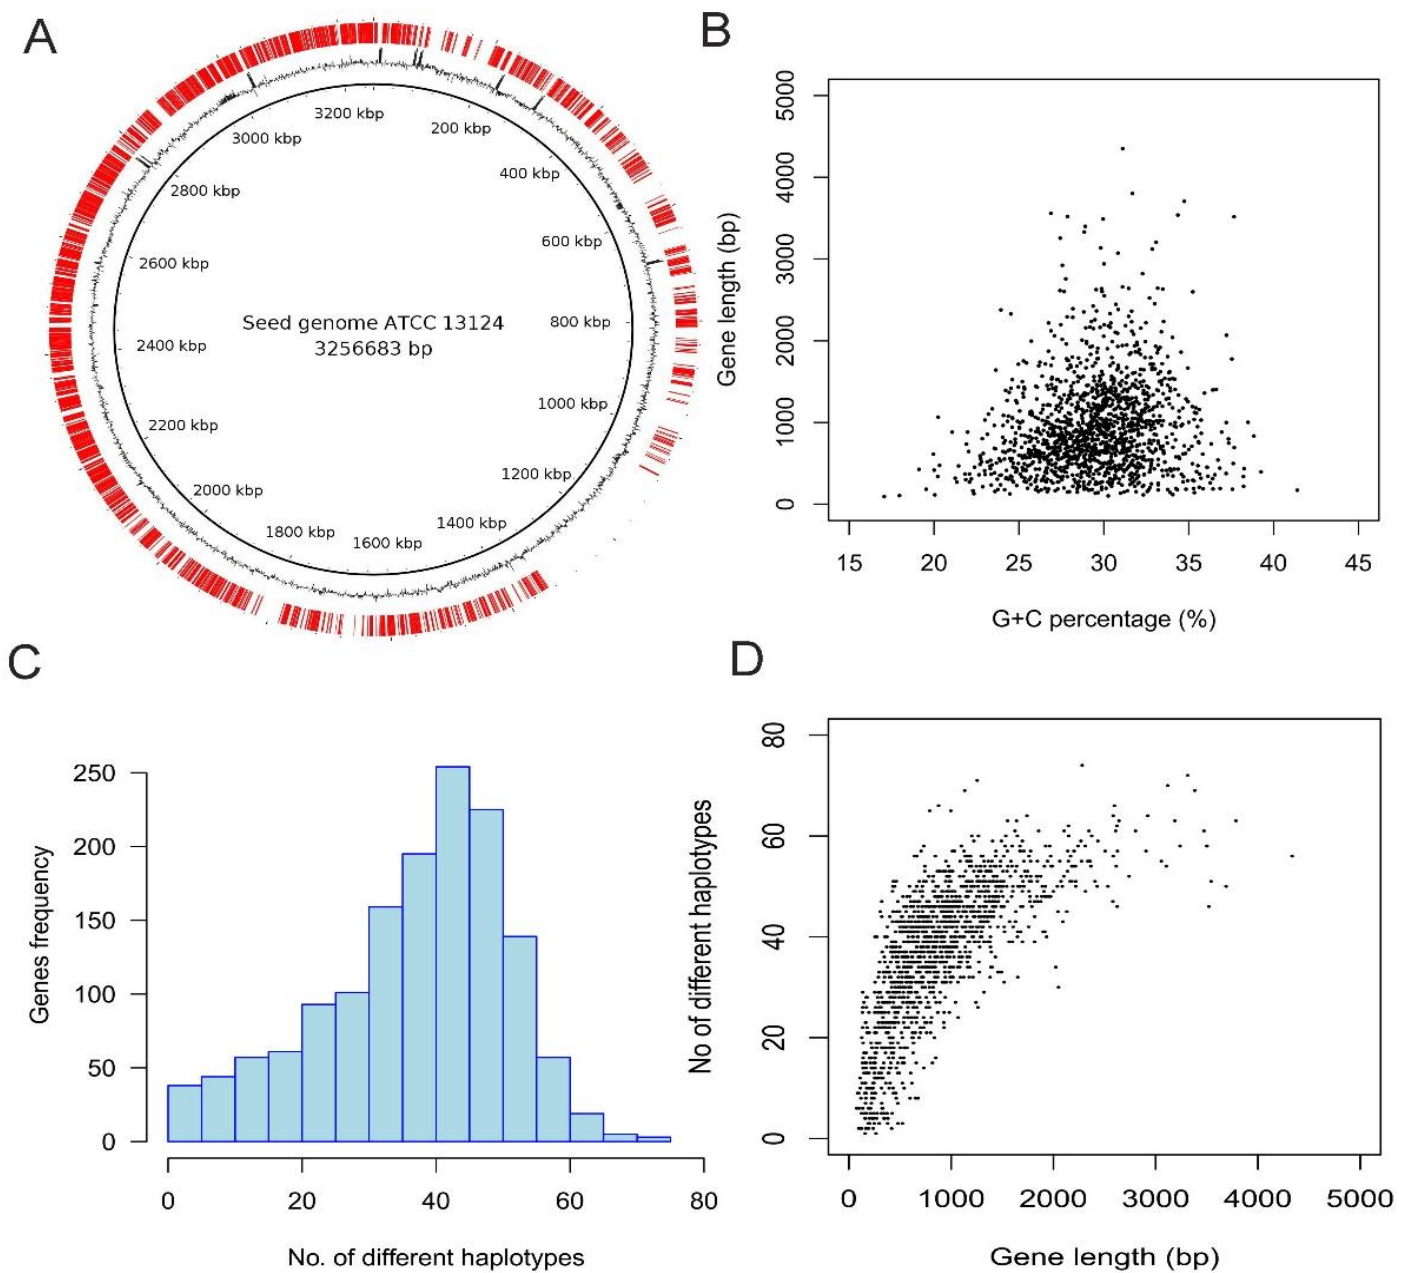 A
3200 kbp
200 kbp
400 kbp
600 kbp
800 kbp
1000 kbp
1200 kbp
1400 kbp
1600 kbp
1800 kbp
2000 kbp
2200 kbp
2400 kbp
2600 kbp
2800 kbp
3000 kbp
Seed genome ATCC 13124
3256683 bp
B
Gene length (bp)
5000
4000
3000
2000
1000
0
15 20 25 30 35 40 45
G+C percentage (%)
C
Genes frequency
250
200
150
100
50
0
0 20 40 60 80
No. of different haplotypes
D
No of different haplotypes
80
60
40
20
0
0 1000 2000 3000 4000 5000
Gene length (bp)